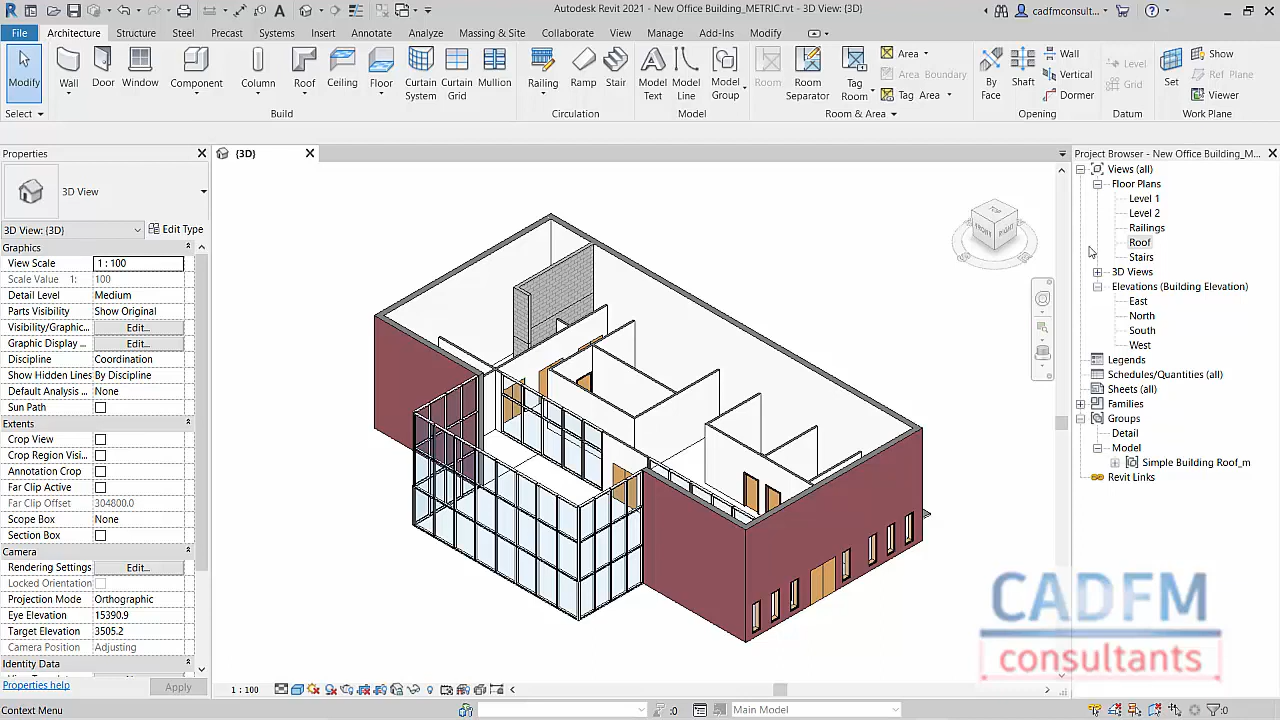 Autodesk Revit 2021 - New Office Building_METRIC.rvt - 3D View: {3D}
cadfmconsult...
File Architecture Structure Steel Precast Systems Insert Annotate Analyze Massing & Site Collaborate View Manage Add-Ins Modify
Modify Wall Door Window Component Column Roof Ceiling Floor Curtain System Curtain Grid Mullion Railing Ramp Stair Model Text Model Line Model Group Room Room Separator Tag Room Area Area Boundary Tag Area By Face Shaft Wall Vertical Dormer Level Grid Set Show Ref Plane Viewer
Select Build Circulation Model Room & Area Opening Datum Work Plane
Properties
3D View
3D View: {3D} Edit Type
Graphics
View Scale 1 : 100
Scale Value 1: 100
Detail Level Medium
Parts Visibility Show Original
Visibility/Graphic... Edit...
Graphic Display ... Edit...
Discipline Coordination
Show Hidden Lines By Discipline
Default Analysis ... None
Sun Path
Extents
Crop View
Crop Region Visi...
Annotation Crop
Far Clip Active
Far Clip Offset 304800.0
Scope Box None
Section Box
Camera
Rendering Settings Edit...
Locked Orientation
Projection Mode Orthographic
Eye Elevation 15390.9
Target Elevation 3505.2
Camera Position Adjusting
Identity Data
Properties help Apply
Context Menu
{3D}
TOP
FRONT RIGHT
1 : 100
:0 Main Model
Project Browser - New Office Building_M...
Views (all)
Floor Plans
Level 1
Level 2
Railings
Roof
Stairs
3D Views
Elevations (Building Elevation)
East
North
South
West
Legends
Schedules/Quantities (all)
Sheets (all)
Families
Groups
Detail
Model
Simple Building Roof_m
Revit Links
CADFM
consultants
:0